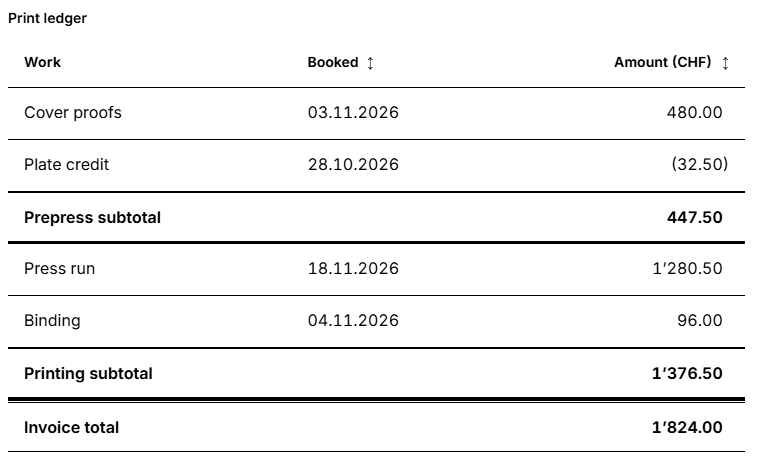 Print ledger
Work Booked ↕ Amount (CHF) ↕
Cover proofs 03.11.2026 480.00
Plate credit 28.10.2026 (32.50)
Prepress subtotal 447.50
Press run 18.11.2026 1’280.50
Binding 04.11.2026 96.00
Printing subtotal 1’376.50
Invoice total 1’824.00